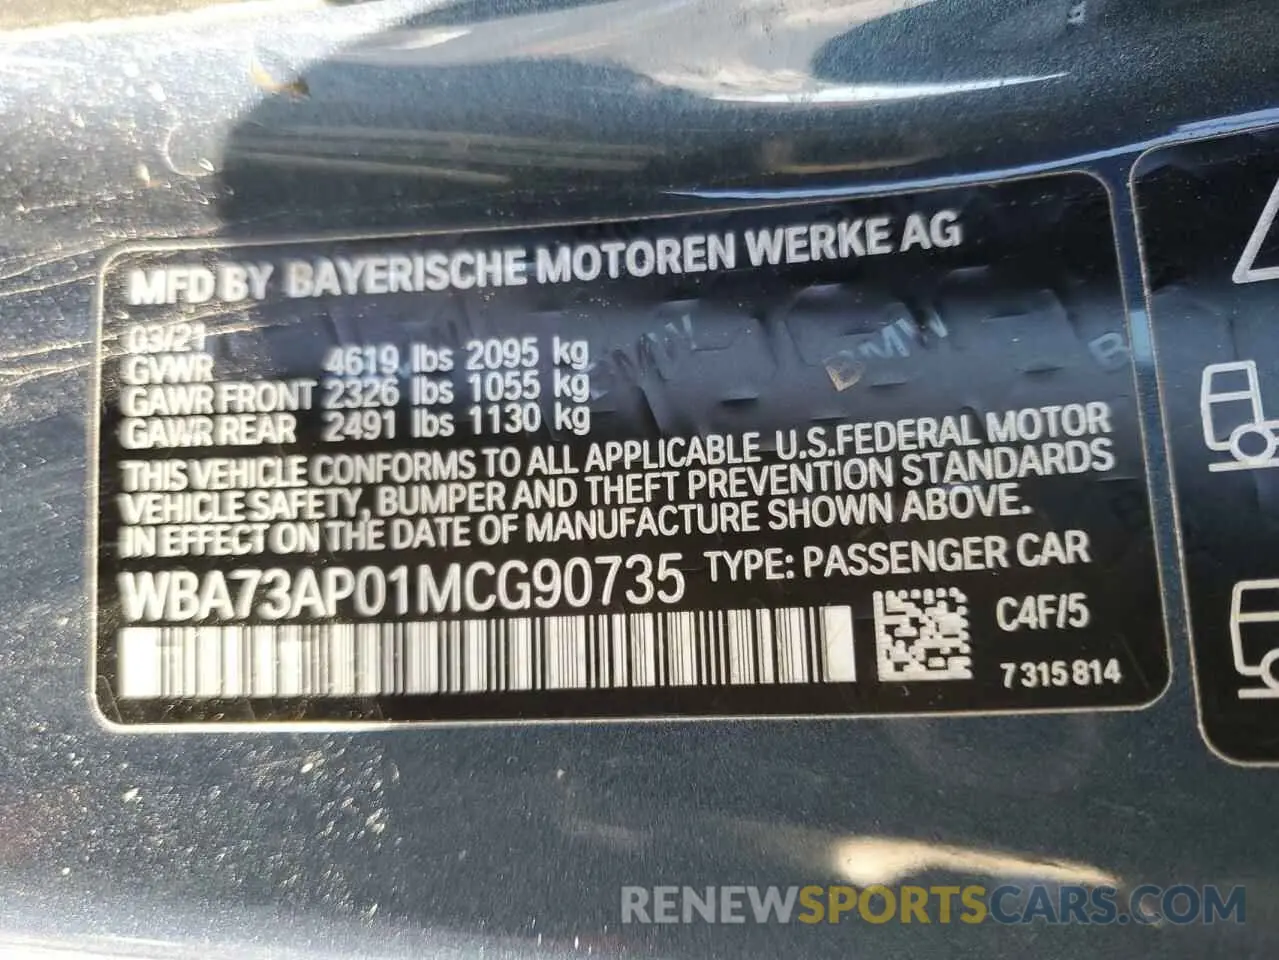 MFD BY BAYERISCHE MOTOREN WERKE AG
03/21
GVWR 4619 lbs 2095 kg
GAWR FRONT 2326 lbs 1055 kg
GAWR REAR 2491 lbs 1130 kg
THIS VEHICLE CONFORMS TO ALL APPLICABLE U.S.FEDERAL MOTOR
VEHICLE SAFETY, BUMPER AND THEFT PREVENTION STANDARDS
IN EFFECT ON THE DATE OF MANUFACTURE SHOWN ABOVE.
WBA73AP01MCG90735 TYPE: PASSENGER CAR
C4F/5
7 315 814
BMW BMW
RENEWSPORTSCARS.COM